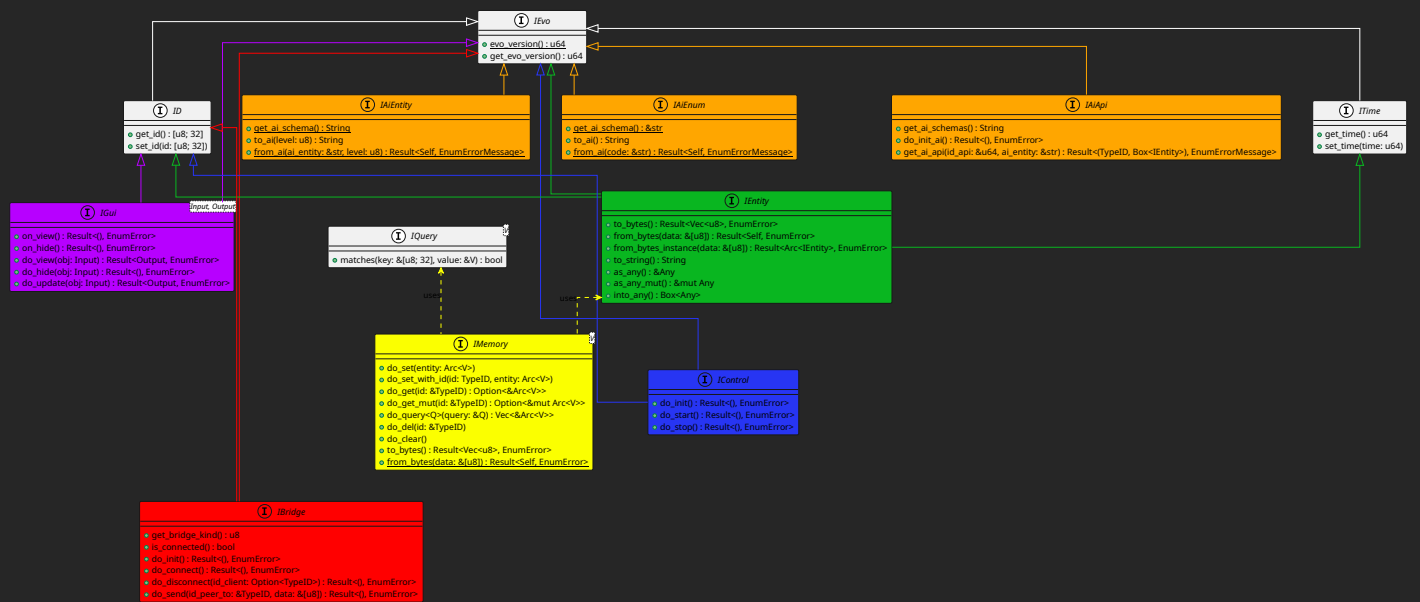 I IEvo
evo_version() : u64
get_evo_version() : u64
I ID
get_id() : [u8; 32]
set_id(id: [u8; 32])
I IAiEntity
get_ai_schema() : String
to_ai(level: u8) : String
from_ai(ai_entity: &str, level: u8) : Result<Self, EnumErrorMessage>
I IAiEnum
get_ai_schema() : &str
to_ai() : String
from_ai(code: &str) : Result<Self, EnumErrorMessage>
I IAiApi
get_ai_schemas() : String
do_init_ai() : Result<(), EnumError>
get_ai_api(id_api: &u64, ai_entity: &str) : Result<(TypeID, Box<IEntity>), EnumErrorMessage>
I ITime
get_time() : u64
set_time(time: u64)
I IGui
Input, Output
on_view() : Result<(), EnumError>
on_hide() : Result<(), EnumError>
do_view(obj: Input) : Result<Output, EnumError>
do_hide(obj: Input) : Result<(), EnumError>
do_update(obj: Input) : Result<Output, EnumError>
I IQuery
V
matches(key: &[u8; 32], value: &V) : bool
I IEntity
to_bytes() : Result<Vec<u8>, EnumError>
from_bytes(data: &[u8]) : Result<Self, EnumError>
from_bytes_instance(data: &[u8]) : Result<Arc<IEntity>, EnumError>
to_string() : String
as_any() : &Any
as_any_mut() : &mut Any
into_any() : Box<Any>
uses
uses
I IMemory
V
do_set(entity: Arc<V>)
do_set_with_id(id: TypeID, entity: Arc<V>)
do_get(id: &TypeID) : Option<&Arc<V>>
do_get_mut(id: &TypeID) : Option<&mut Arc<V>>
do_query<Q>(query: &Q) : Vec<&Arc<V>>
do_del(id: &TypeID)
do_clear()
to_bytes() : Result<Vec<u8>, EnumError>
from_bytes(data: &[u8]) : Result<Self, EnumError>
I IControl
do_init() : Result<(), EnumError>
do_start() : Result<(), EnumError>
do_stop() : Result<(), EnumError>
I IBridge
get_bridge_kind() : u8
is_connected() : bool
do_init() : Result<(), EnumError>
do_connect() : Result<(), EnumError>
do_disconnect(id_client: Option<TypeID>) : Result<(), EnumError>
do_send(id_peer_to: &TypeID, data: &[u8]) : Result<(), EnumError>